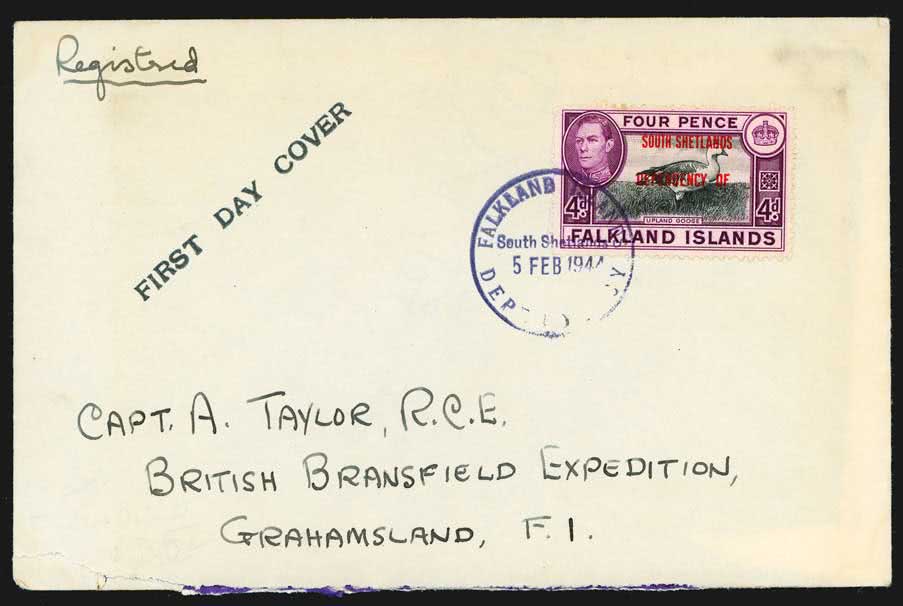 Registred
FIRST DAY COVER
FOUR PENCE
SOUTH SHETLANDS
DEPENDENCY OF
4d. 4d.
UPLAND GOOSE
FALKLAND ISLANDS
FALKLAND
South Shetlands
5 FEB 1944
CAPT. A. TAYLOR, R.C.E.
BRITISH BRANSFIELD EXPEDITION,
GRAHAMSLAND, F.I.